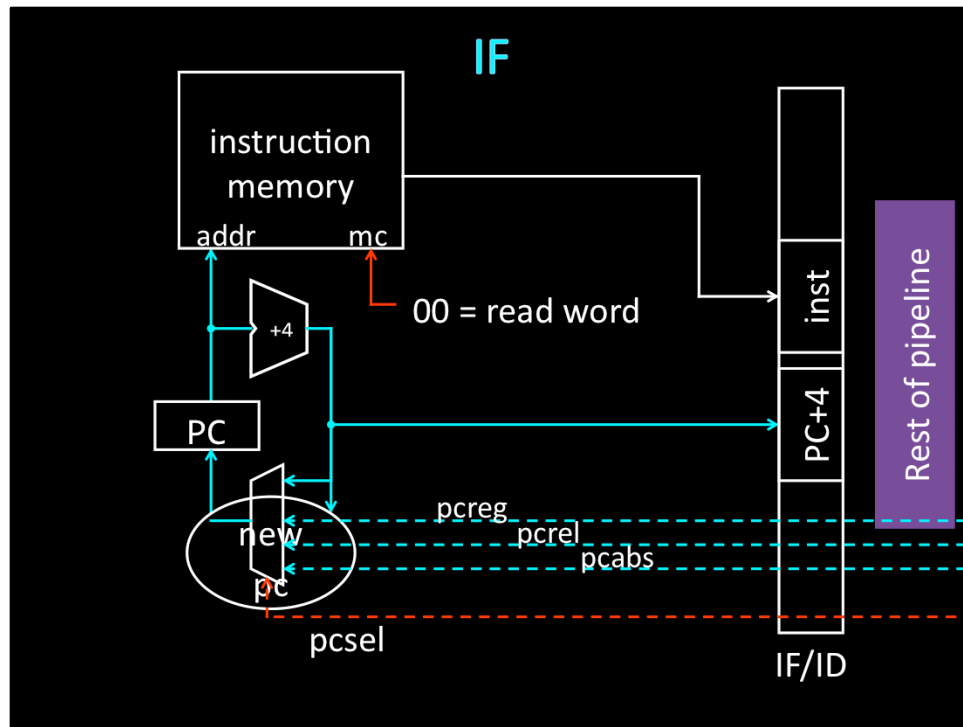 IF
instruction
memory
addr
mc
+4
00 = read word
PC
inst
PC+4
Rest of pipeline
new
pc
pcreg
pcrel
pcabs
pcsel
IF/ID